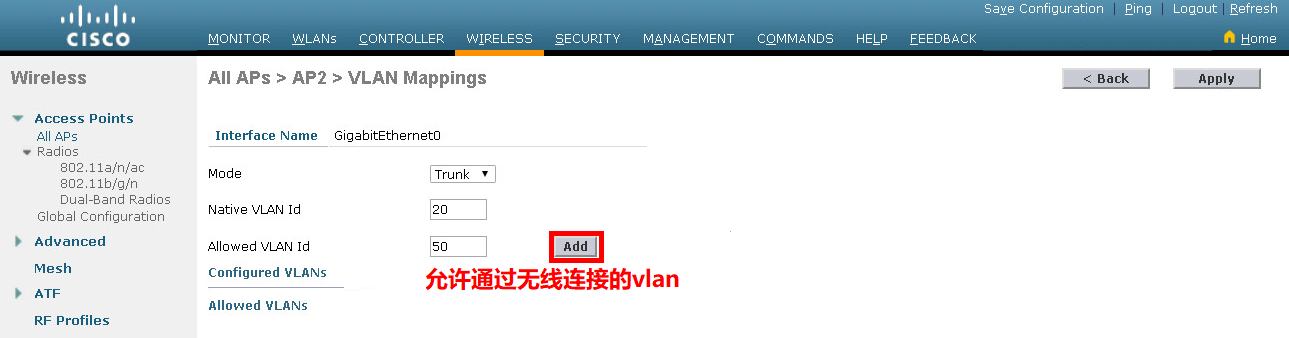 Save Configuration | Ping | Logout | Refresh
CISCO
MONITOR WLANs CONTROLLER WIRELESS SECURITY MANAGEMENT COMMANDS HELP FEEDBACK
Home
Wireless
All APs > AP2 > VLAN Mappings
< Back
Apply
Access Points
All APs
Radios
802.11a/n/ac
802.11b/g/n
Dual-Band Radios
Global Configuration
Advanced
Mesh
ATF
RF Profiles
Interface Name GigabitEthernet0
Mode Trunk
Native VLAN Id 20
Allowed VLAN Id 50 Add
允许通过无线连接的vlan
Configured VLANs
Allowed VLANs